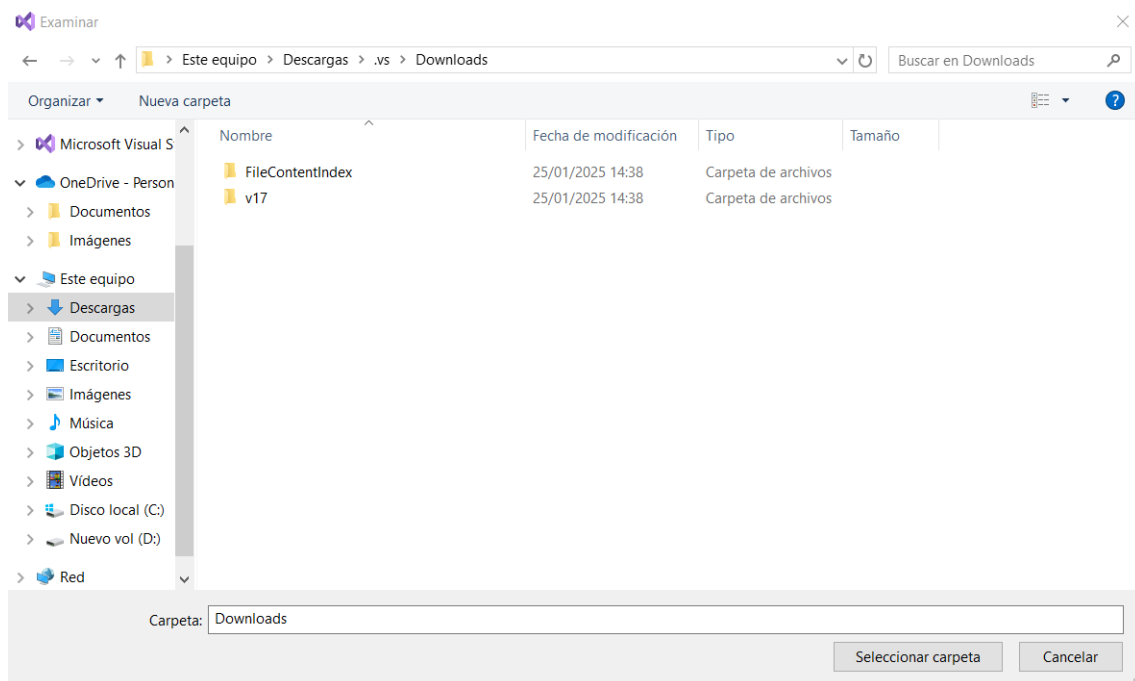 Examinar
Este equipo > Descargas > .vs > Downloads
Buscar en Downloads
Organizar
Nueva carpeta
?
Nombre
Fecha de modificación
Tipo
Tamaño
Microsoft Visual S
OneDrive - Person
Documentos
Imágenes
Este equipo
Descargas
Documentos
Escritorio
Imágenes
Música
Objetos 3D
Vídeos
Disco local (C:)
Nuevo vol (D:)
Red
FileContentIndex 25/01/2025 14:38 Carpeta de archivos
v17 25/01/2025 14:38 Carpeta de archivos
Carpeta: Downloads
Seleccionar carpeta
Cancelar